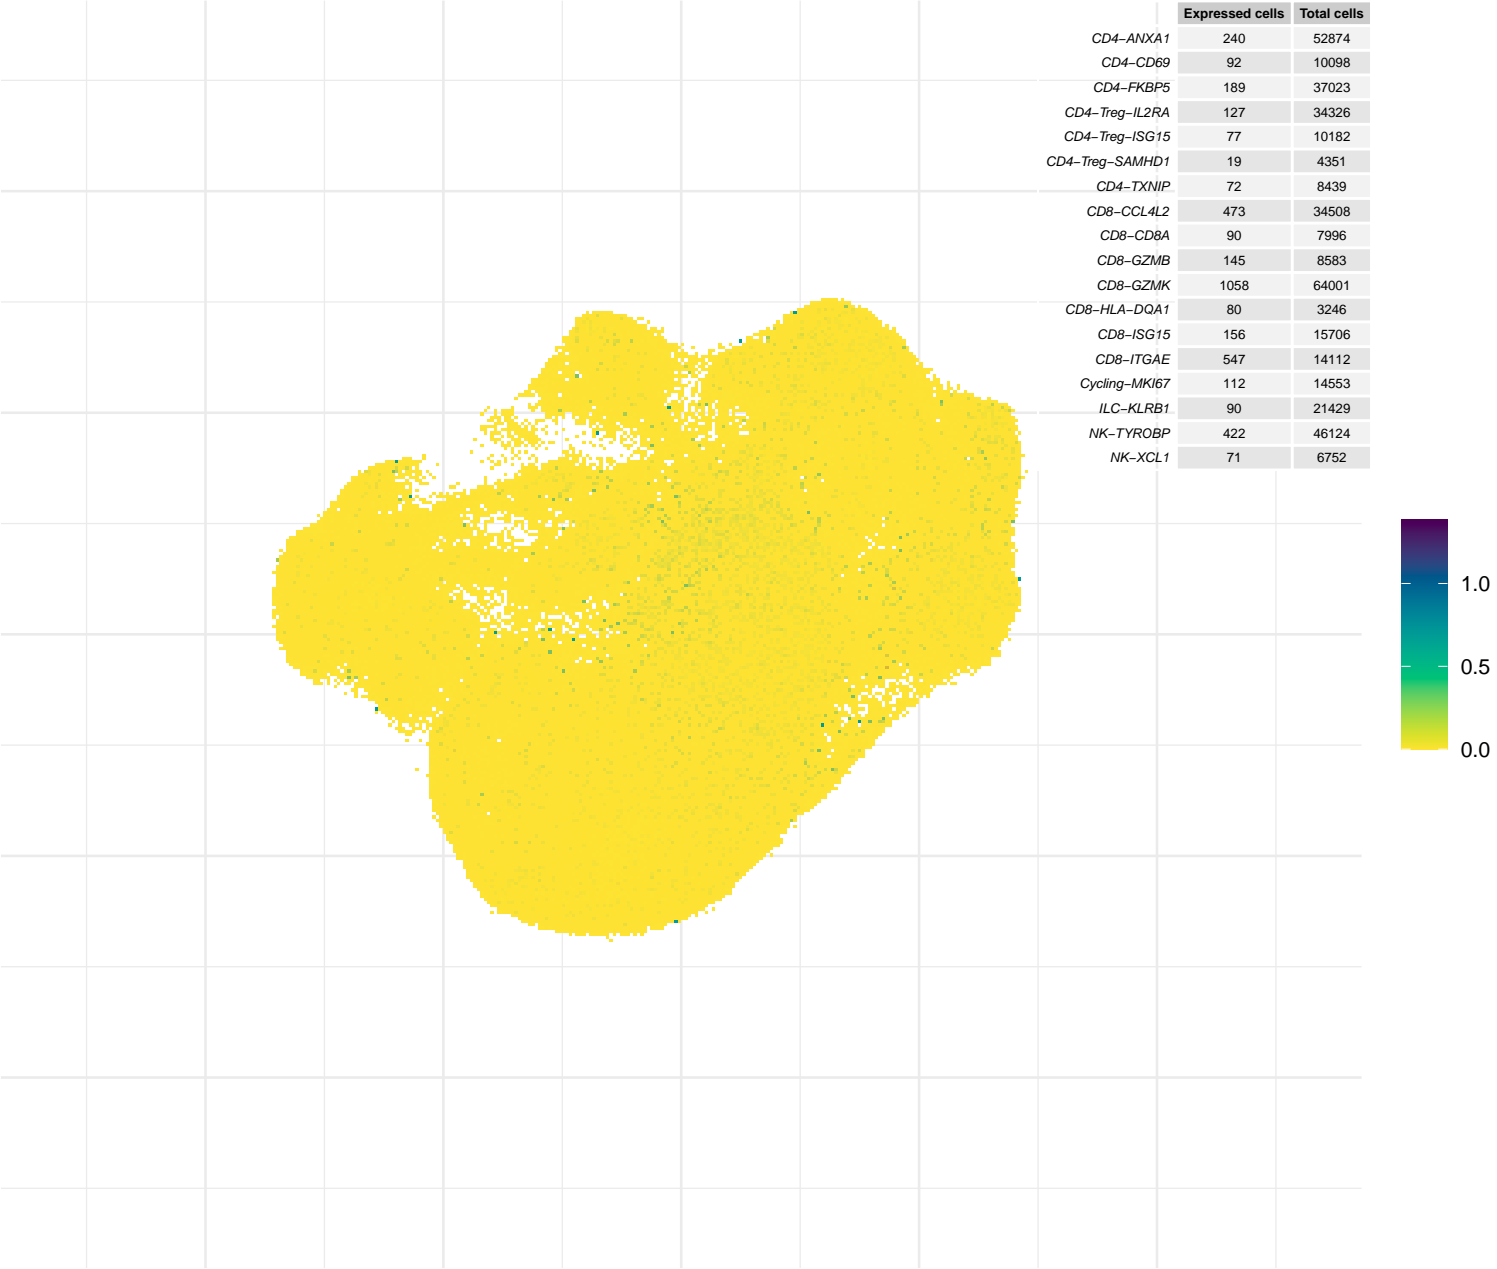 Expressed cells Total cells
CD4−ANXA1 240 52874
CD4−CD69 92 10098
CD4−FKBP5 189 37023
CD4−Treg−IL2RA 127 34326
CD4−Treg−ISG15 77 10182
CD4−Treg−SAMHD1 19 4351
CD4−TXNIP 72 8439
CD8−CCL4L2 473 34508
CD8−CD8A 90 7996
CD8−GZMB 145 8583
CD8−GZMK 1058 64001
CD8−HLA−DQA1 80 3246
CD8−ISG15 156 15706
CD8−ITGAE 547 14112
Cycling−MKI67 112 14553
ILC−KLRB1 90 21429
NK−TYROBP 422 46124
NK−XCL1 71 6752
1.0
0.5
0.0